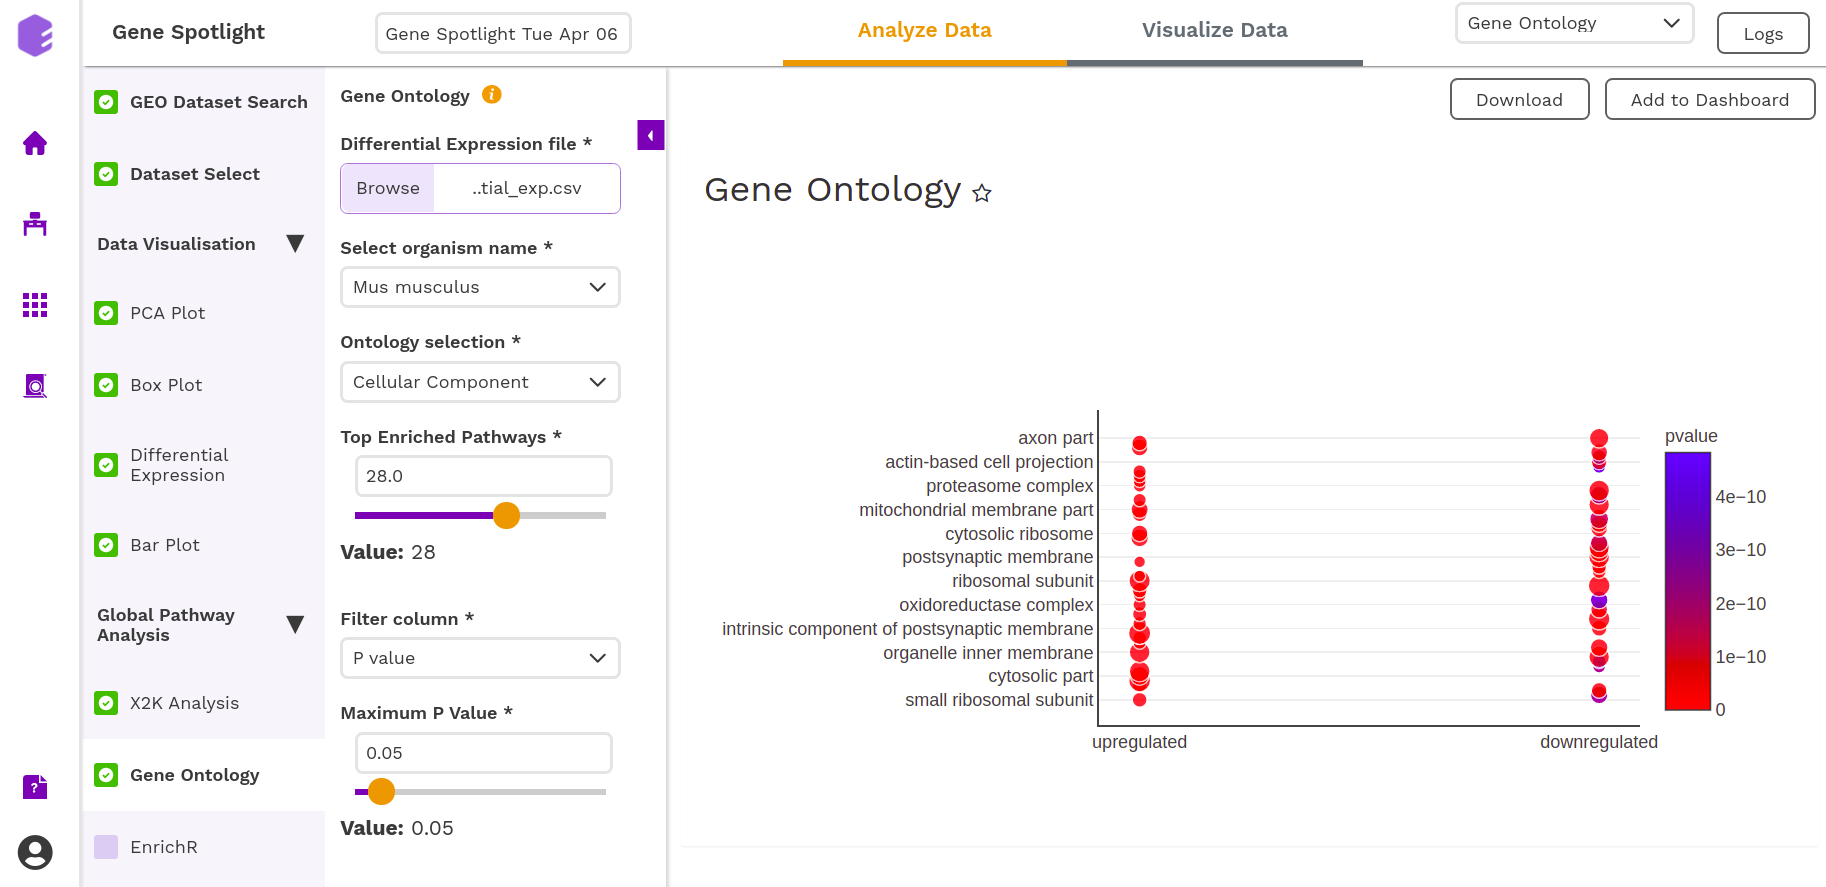 Gene Spotlight
Gene Spotlight Tue Apr 06
Analyze Data
Visualize Data
Gene Ontology
Logs
GEO Dataset Search
Dataset Select
Data Visualisation
PCA Plot
Box Plot
Differential
Expression
Bar Plot
Global Pathway
Analysis
X2K Analysis
Gene Ontology
EnrichR
Gene Ontology
Differential Expression file *
Browse
..tial_exp.csv
Select organism name *
Mus musculus
Ontology selection *
Cellular Component
Top Enriched Pathways *
28.0
Value: 28
Filter column *
P value
Maximum P Value *
0.05
Value: 0.05
Download
Add to Dashboard
Gene Ontology
axon part
actin-based cell projection
proteasome complex
mitochondrial membrane part
cytosolic ribosome
postsynaptic membrane
ribosomal subunit
oxidoreductase complex
intrinsic component of postsynaptic membrane
organelle inner membrane
cytosolic part
small ribosomal subunit
upregulated
downregulated
pvalue
4e−10
3e−10
2e−10
1e−10
0